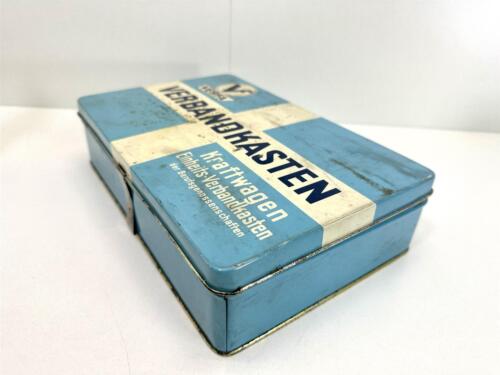 VERBANDKASTEN
Kraftwagen
Einheits-Verbandkasten
der Berufsgenossenschaften